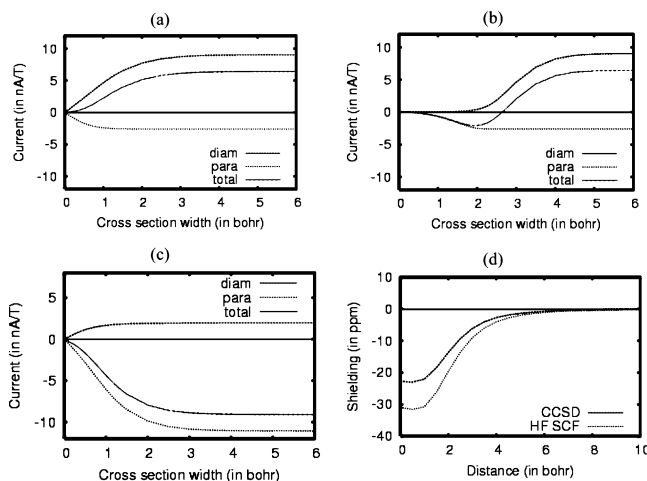 (a)
10
5
0
-5
-10
Current (in nA/T)
diam
para
total
0 1 2 3 4 5 6
Cross section width (in bohr)
(b)
10
5
0
-5
-10
Current (in nA/T)
diam
para
total
0 1 2 3 4 5 6
Cross section width (in bohr)
(c)
5
0
-5
-10
Current (in nA/T)
diam
para
total
0 1 2 3 4 5 6
Cross section width (in bohr)
(d)
10
0
-10
-20
-30
-40
Shielding (in ppm)
CCSD
HF SCF
0 2 4 6 8 10
Distance (in bohr)